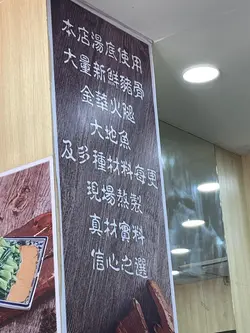 本店湯底使用
大量新鮮豬骨
金華火腿
大地魚
及多種材料每更
現場熬製
真材實料
信心之選